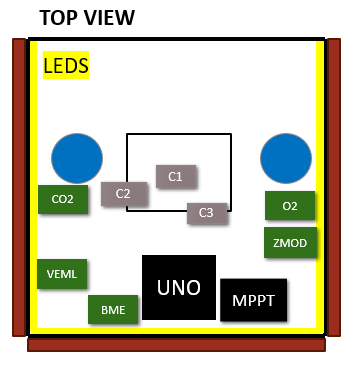 TOP VIEW
LEDS
C1
C2
CO2
O2
C3
ZMOD
VEML
UNO
MPPT
BME